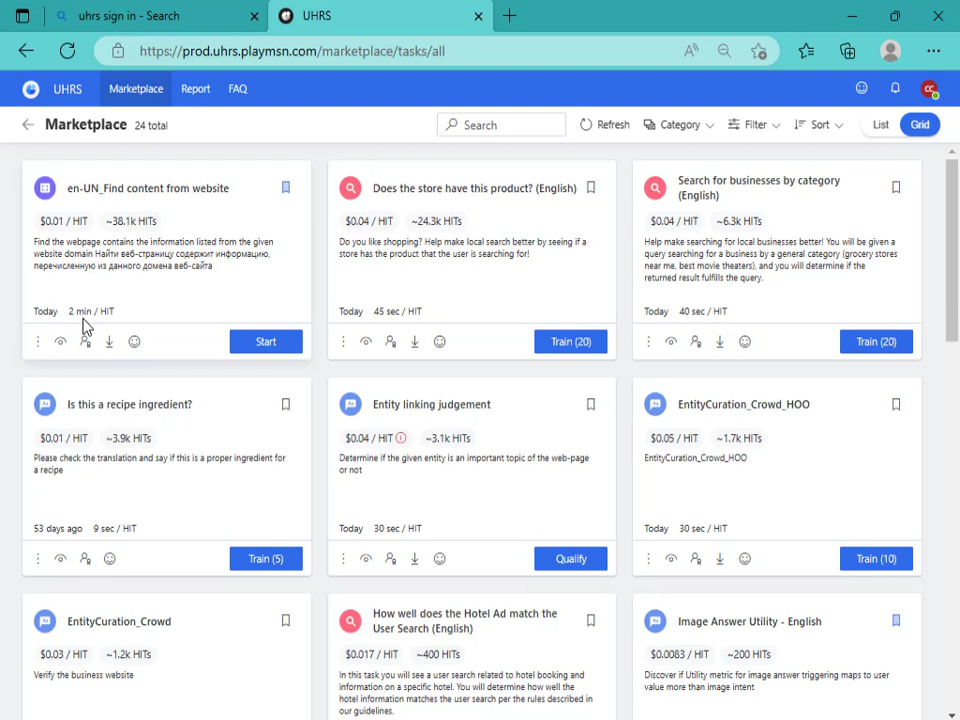 uhrs sign in - Search
UHRS
https://prod.uhrs.playmsn.com/marketplace/tasks/all
UHRS Marketplace Report FAQ CC
Marketplace 24 total Search Refresh Category Filter Sort List Grid
en-UN_Find content from website
$0.01 / HIT ~38.1k HITs
Find the webpage contains the information listed from the given
website domain Найти веб-страницу содержит информацию,
перечисленную из данного домена веб-сайта
Today 2 min / HIT
Start
Does the store have this product? (English)
$0.04 / HIT ~24.3k HITs
Do you like shopping? Help make local search better by seeing if a
store has the product that the user is searching for!
Today 45 sec / HIT
Train (20)
Search for businesses by category
(English)
$0.04 / HIT ~6.3k HITs
Help make searching for local businesses better! You will be given a
query searching for a business by a general category (grocery stores
near me, best movie theaters), and you will determine if the
returned result fulfills the query.
Today 40 sec / HIT
Train (20)
Is this a recipe ingredient?
$0.01 / HIT ~3.9k HITs
Please check the translation and say if this is a proper ingredient for
a recipe
53 days ago 9 sec / HIT
Train (5)
Entity linking judgement
$0.04 / HIT ~3.1k HITs
Determine if the given entity is an important topic of the web-page
or not
Today 30 sec / HIT
Qualify
EntityCuration_Crowd_HOO
$0.05 / HIT ~1.7k HITs
EntityCuration_Crowd_HOO
Today 30 sec / HIT
Train (10)
EntityCuration_Crowd
$0.03 / HIT ~1.2k HITs
Verify the business website
How well does the Hotel Ad match the
User Search (English)
$0.017 / HIT ~400 HITs
In this task you will see a user search related to hotel booking and
information on a specific hotel. You will determine how well the
hotel information matches the user search per the rules described in
our guidelines.
Image Answer Utility - English
$0.0083 / HIT ~200 HITs
Discover if Utility metric for image answer triggering maps to user
value more than image intent